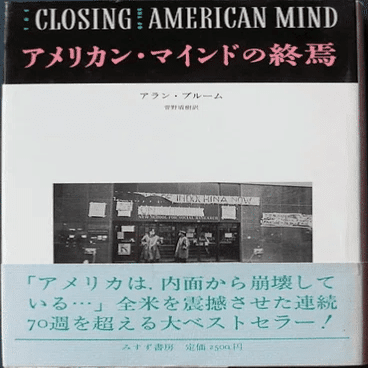 THE CLOSING OF THE AMERICAN MIND
アメリカン・マインドの終焉
アラン・ブルーム
菅野盾樹訳
「アメリカは、内面から崩壊して
いる…」全米を震撼させた連続
70週を超える大ベストセラー!
みすず書房 定価2500円